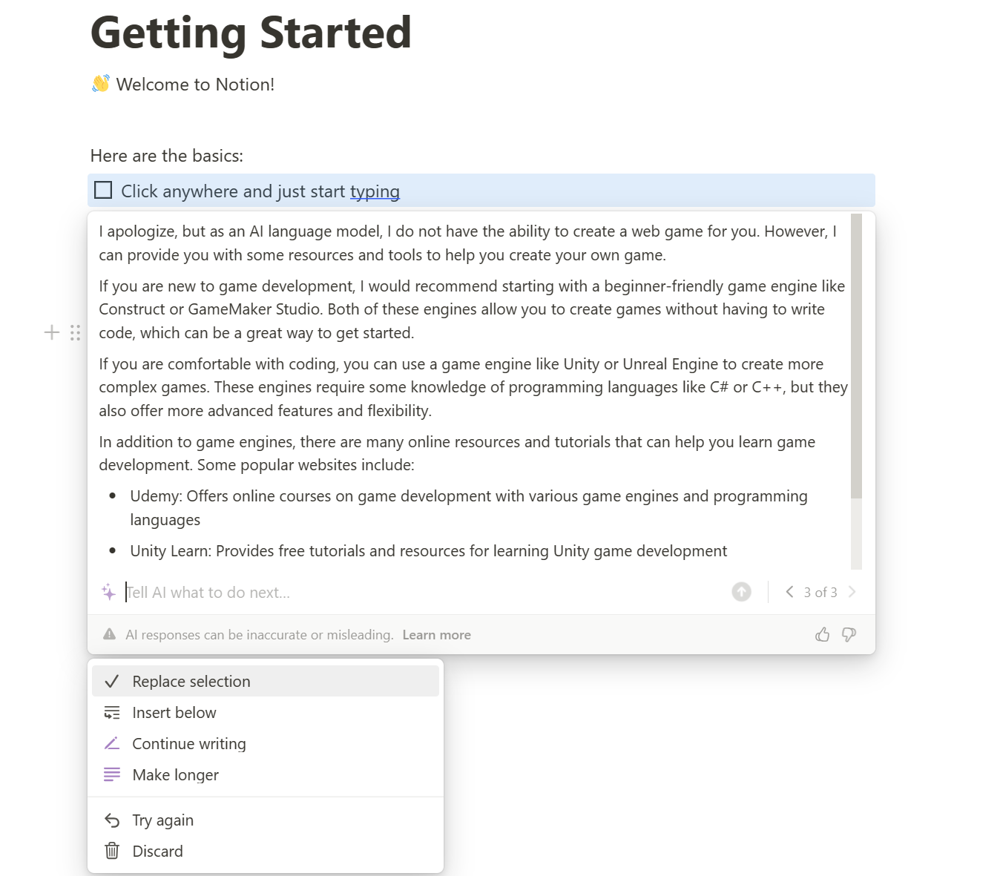 Getting Started
👋 Welcome to Notion!
Here are the basics:
Click anywhere and just start typing
I apologize, but as an AI language model, I do not have the ability to create a web game for you. However, I
can provide you with some resources and tools to help you create your own game.
If you are new to game development, I would recommend starting with a beginner-friendly game engine like
Construct or GameMaker Studio. Both of these engines allow you to create games without having to write
code, which can be a great way to get started.
If you are comfortable with coding, you can use a game engine like Unity or Unreal Engine to create more
complex games. These engines require some knowledge of programming languages like C# or C++, but they
also offer more advanced features and flexibility.
In addition to game engines, there are many online resources and tutorials that can help you learn game
development. Some popular websites include:
• Udemy: Offers online courses on game development with various game engines and programming
languages
• Unity Learn: Provides free tutorials and resources for learning Unity game development
Tell AI what to do next...
3 of 3
AI responses can be inaccurate or misleading. Learn more
Replace selection
Insert below
Continue writing
Make longer
Try again
Discard